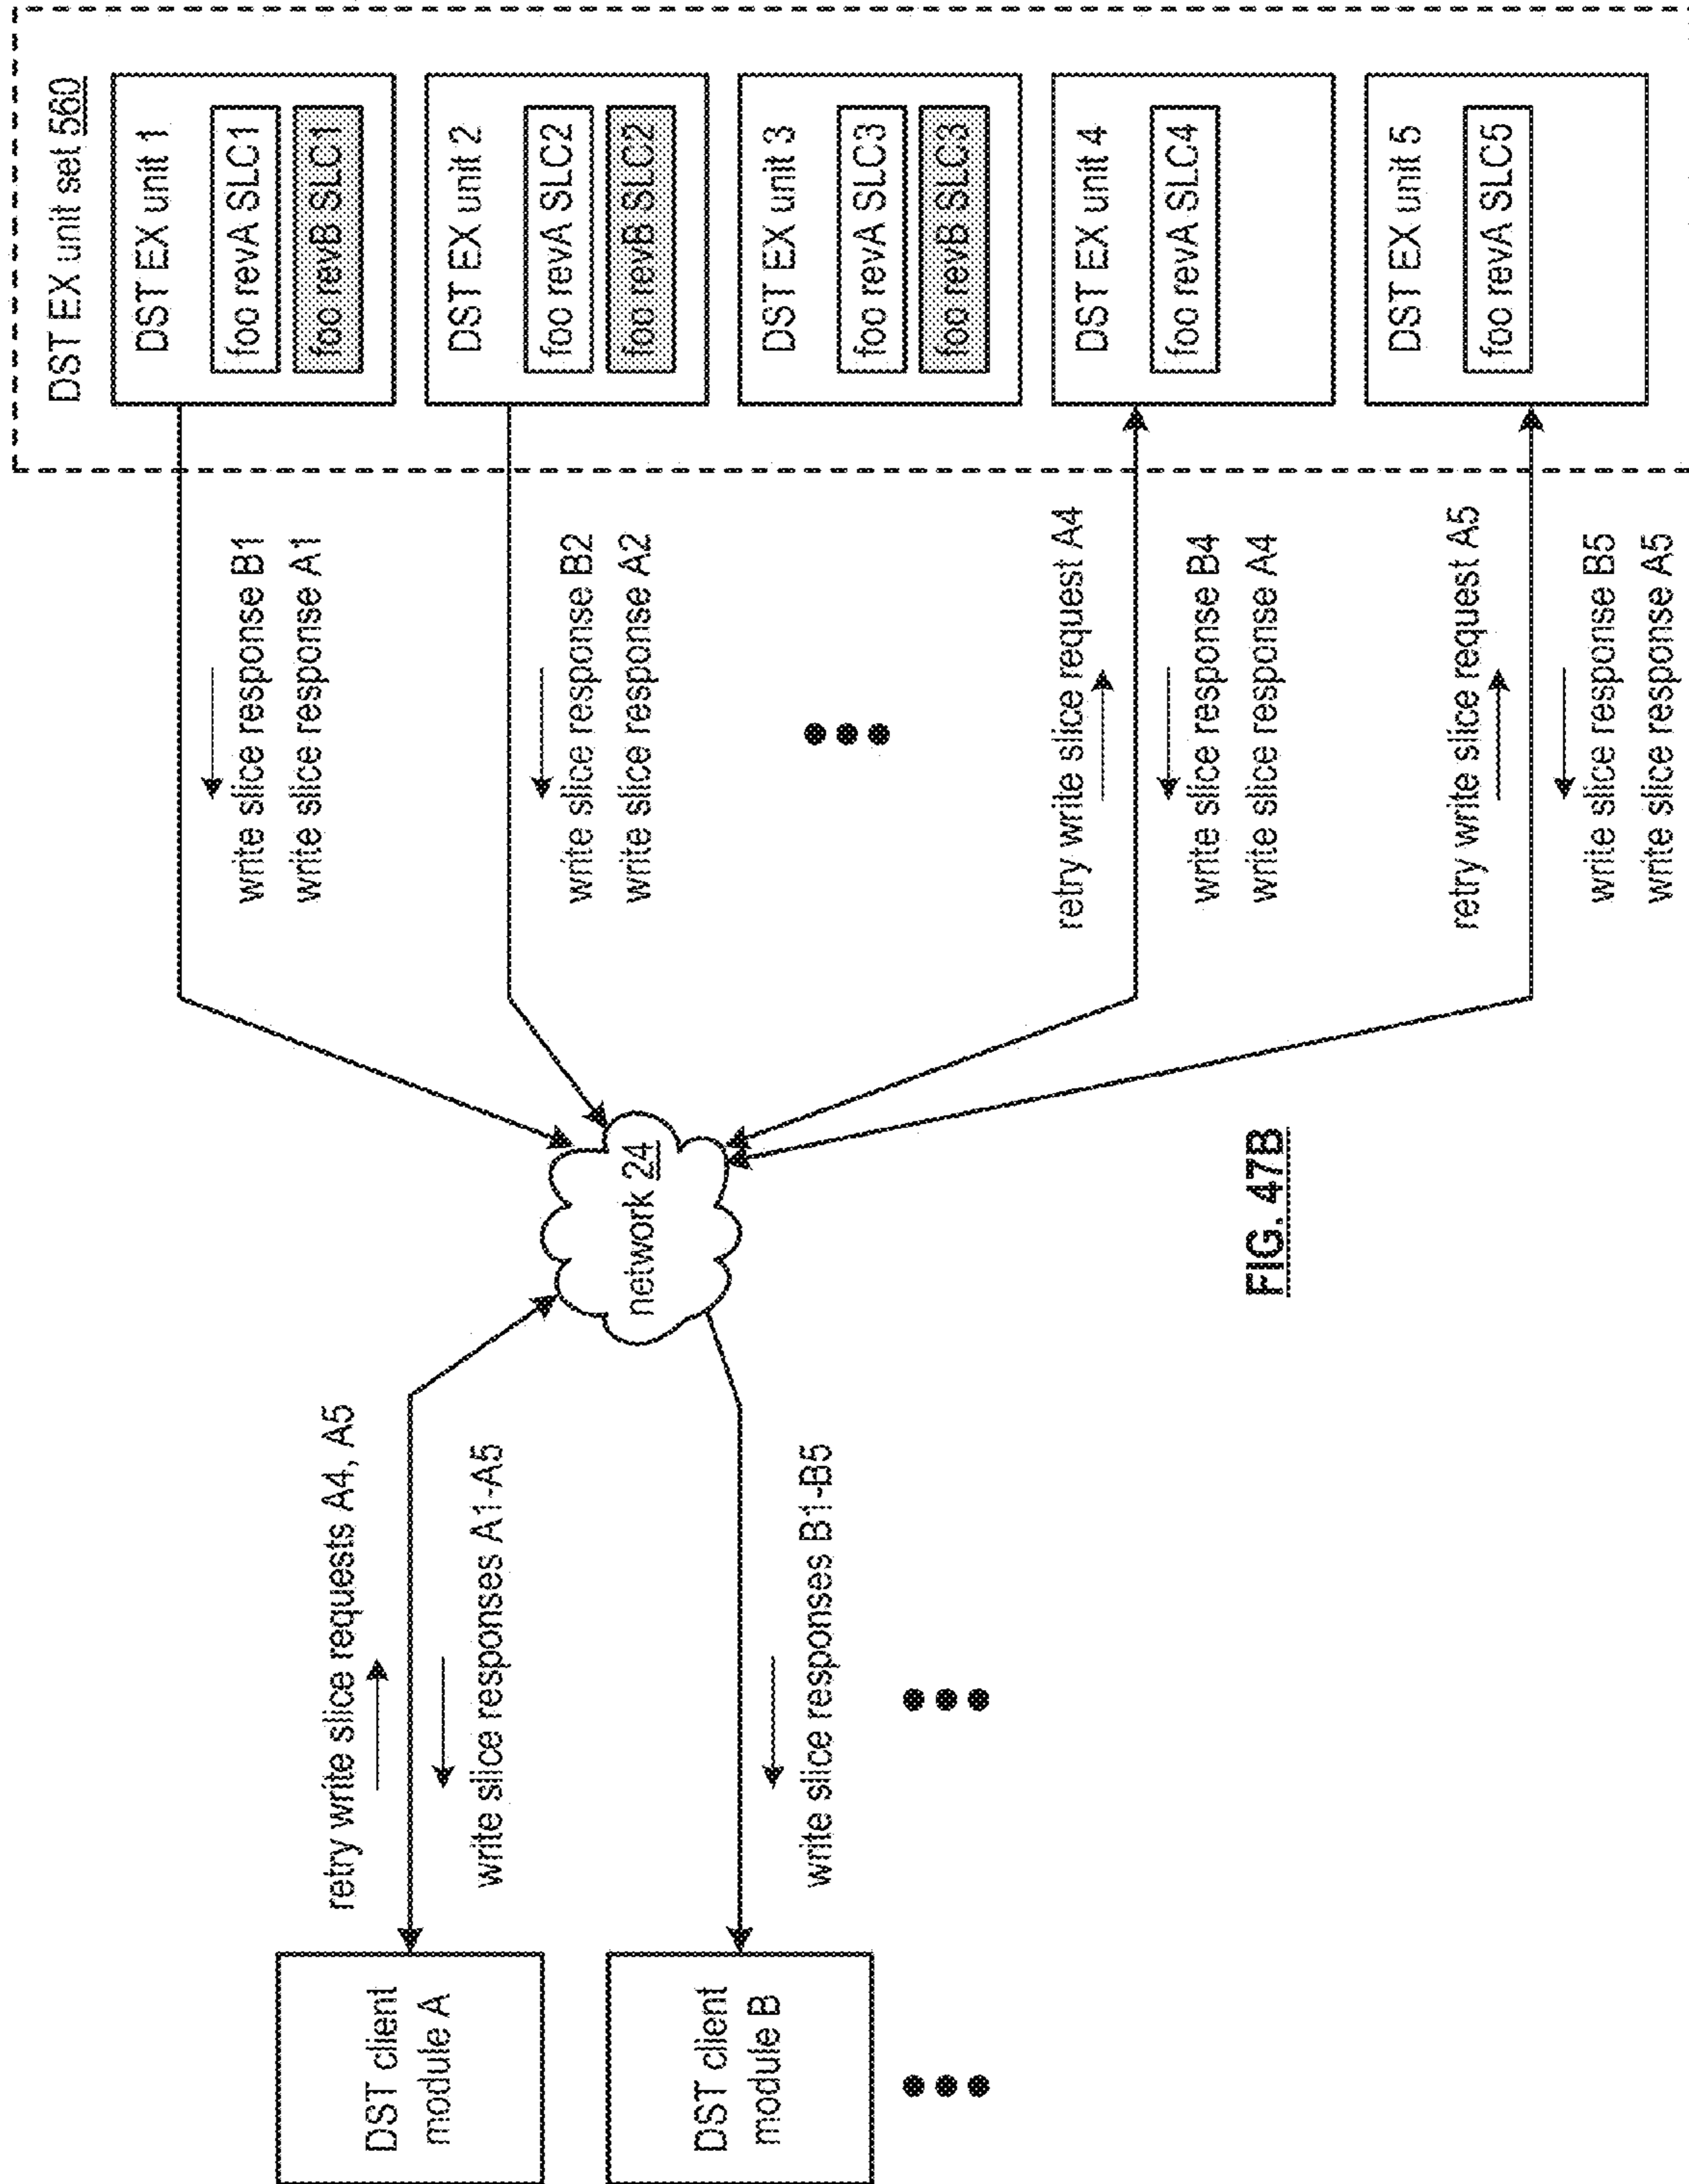 DST EX unit set 560
DST EX unit 1
foo revA SLC1
foo revB SLC1
DST EX unit 2
foo revA SLC2
foo revB SLC2
DST EX unit 3
foo revA SLC3
foo revB SLC3
DST EX unit 4
foo revA SLC4
DST EX unit 5
foo revA SLC5
write slice response B1
write slice response A1
write slice response B2
write slice response A2
retry write slice request A4
write slice response B4
write slice response A4
retry write slice request A5
write slice response B5
write slice response A5
network 24
retry write slice requests A4, A5
write slice responses A1-A5
write slice responses B1-B5
DST client
module A
DST client
module B
FIG. 47B